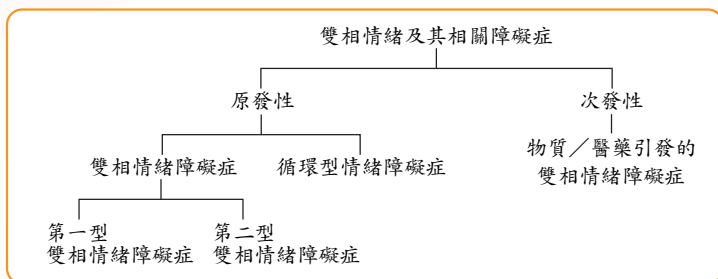 雙相情緒及其相關障礙症
原發性
次發性
雙相情緒障礙症
循環型情緒障礙症
物質／醫藥引發的
雙相情緒障礙症
第一型
雙相情緒障礙症
第二型
雙相情緒障礙症